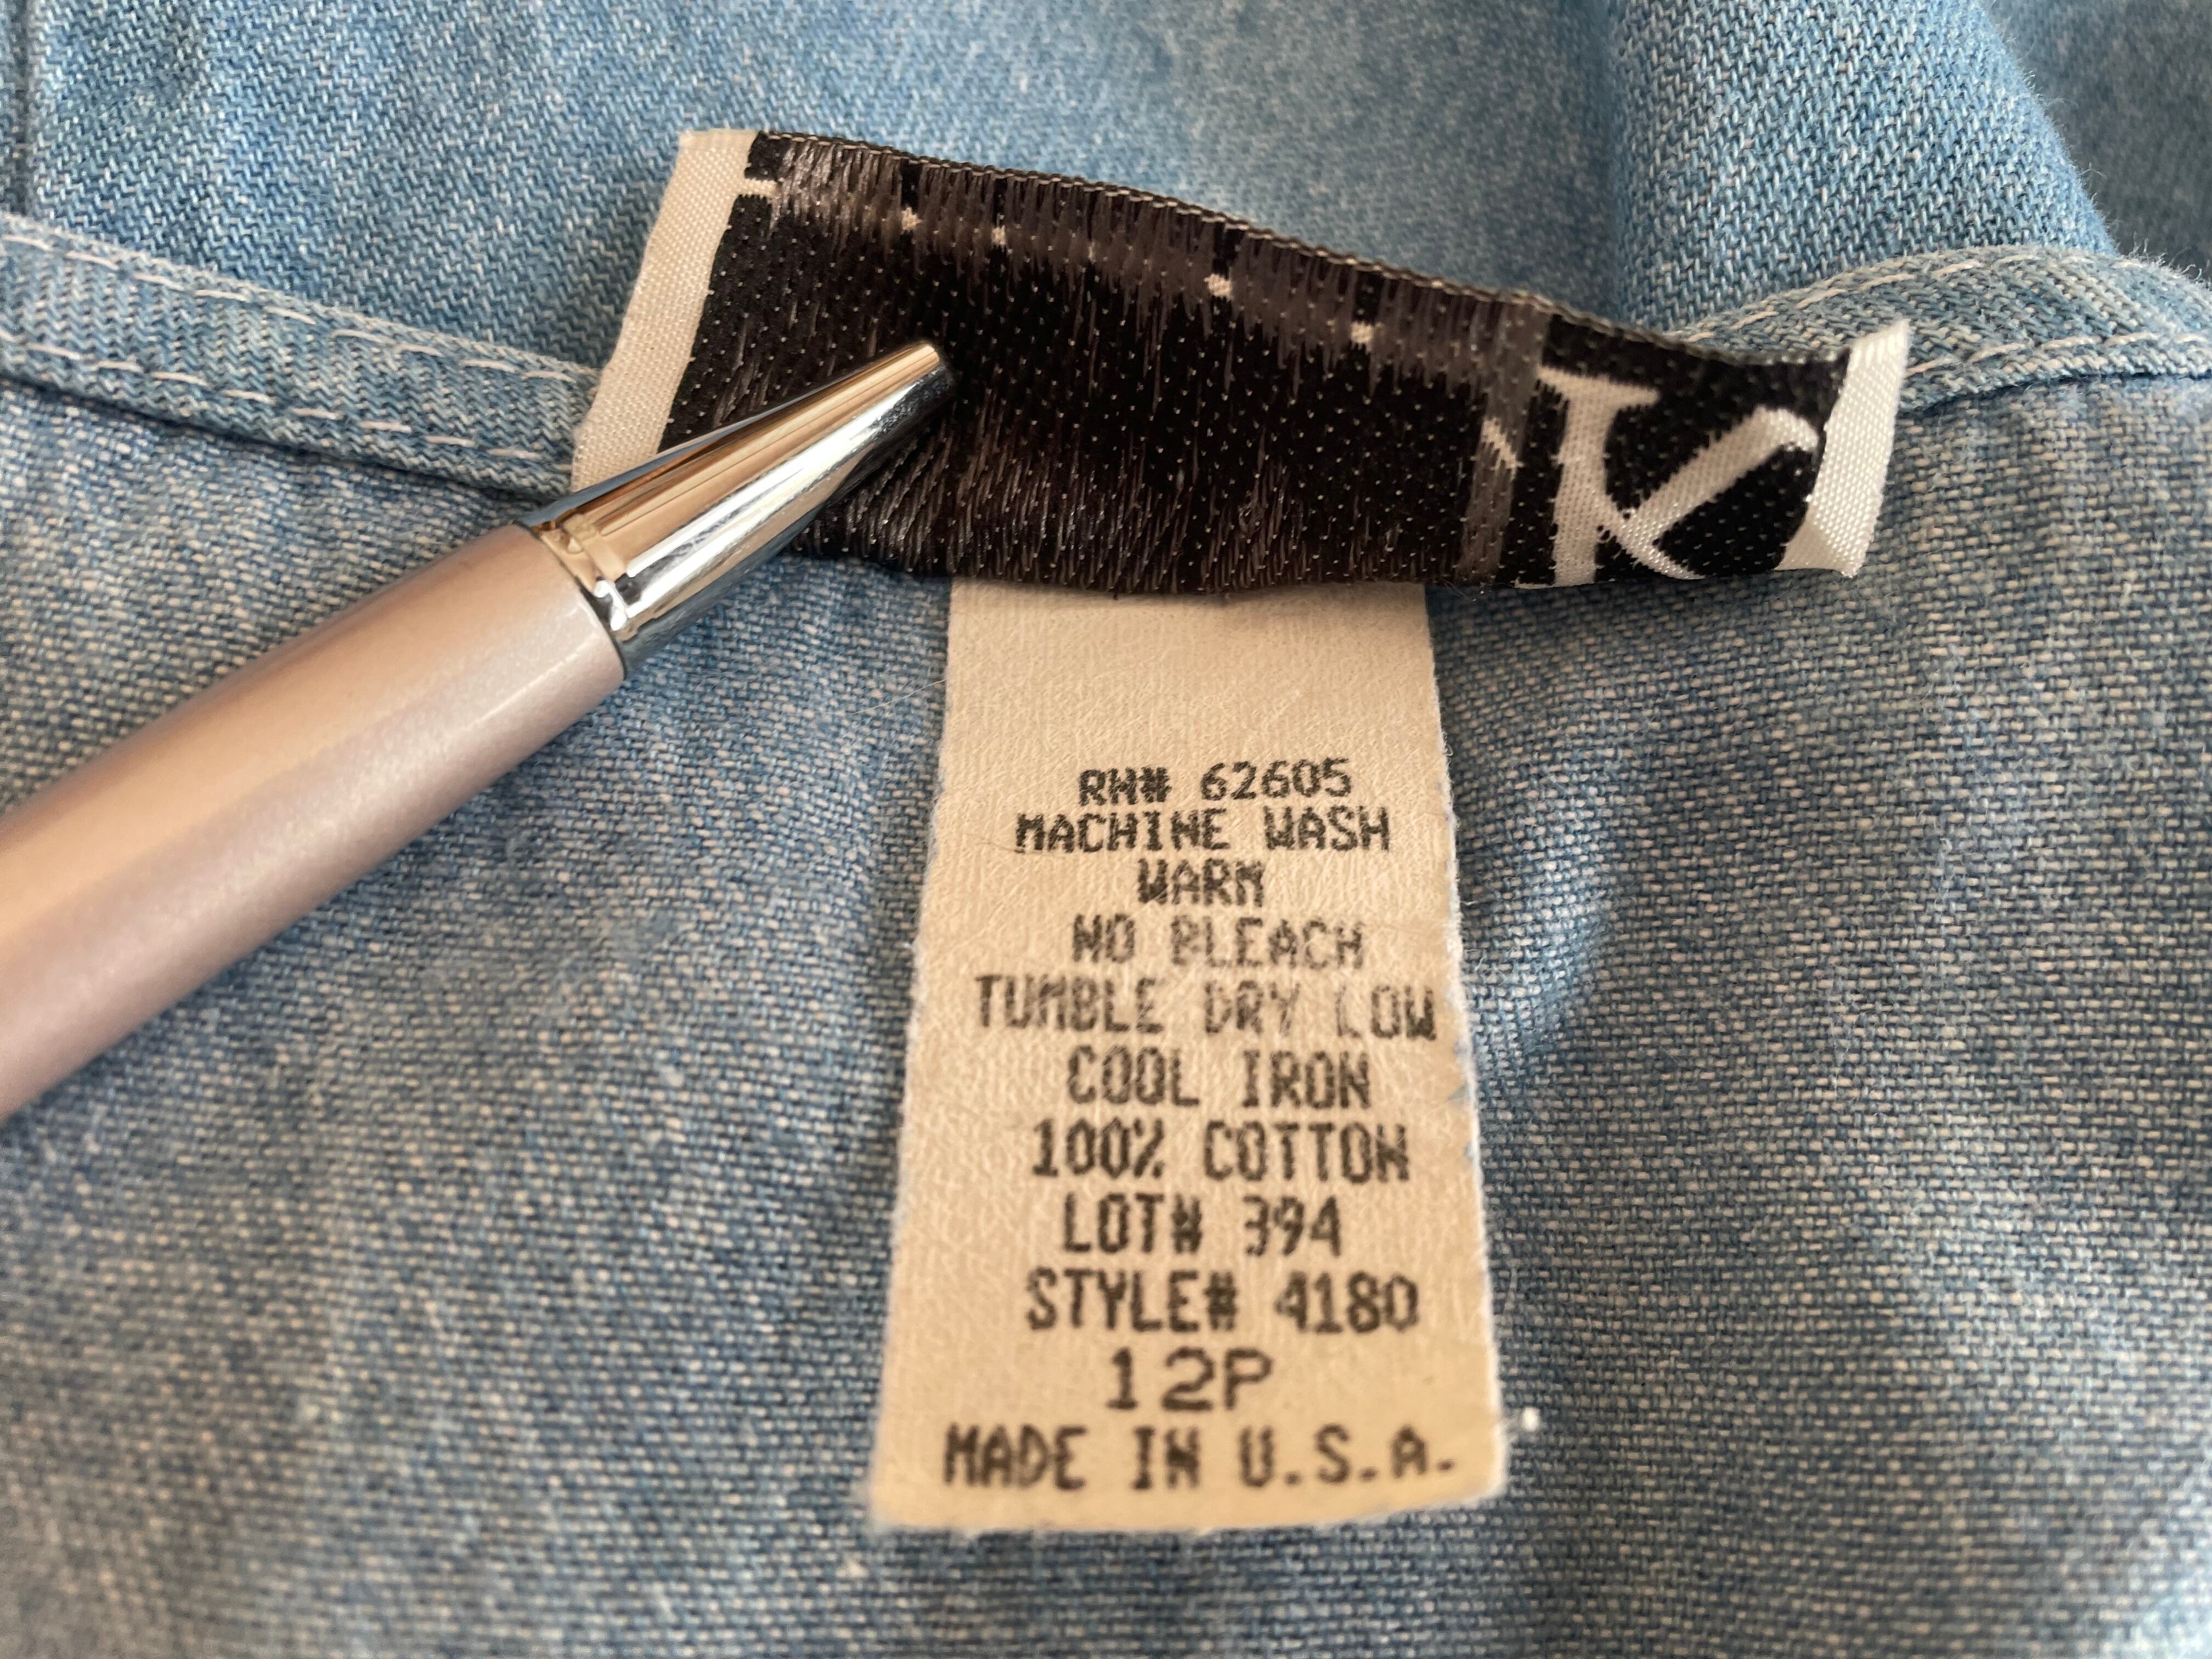 K
RN# 62605
MACHINE WASH
WARM
NO BLEACH
TUMBLE DRY LOW
COOL IRON
100% COTTON
LOT# 394
STYLE# 4180
12P
MADE IN U.S.A.